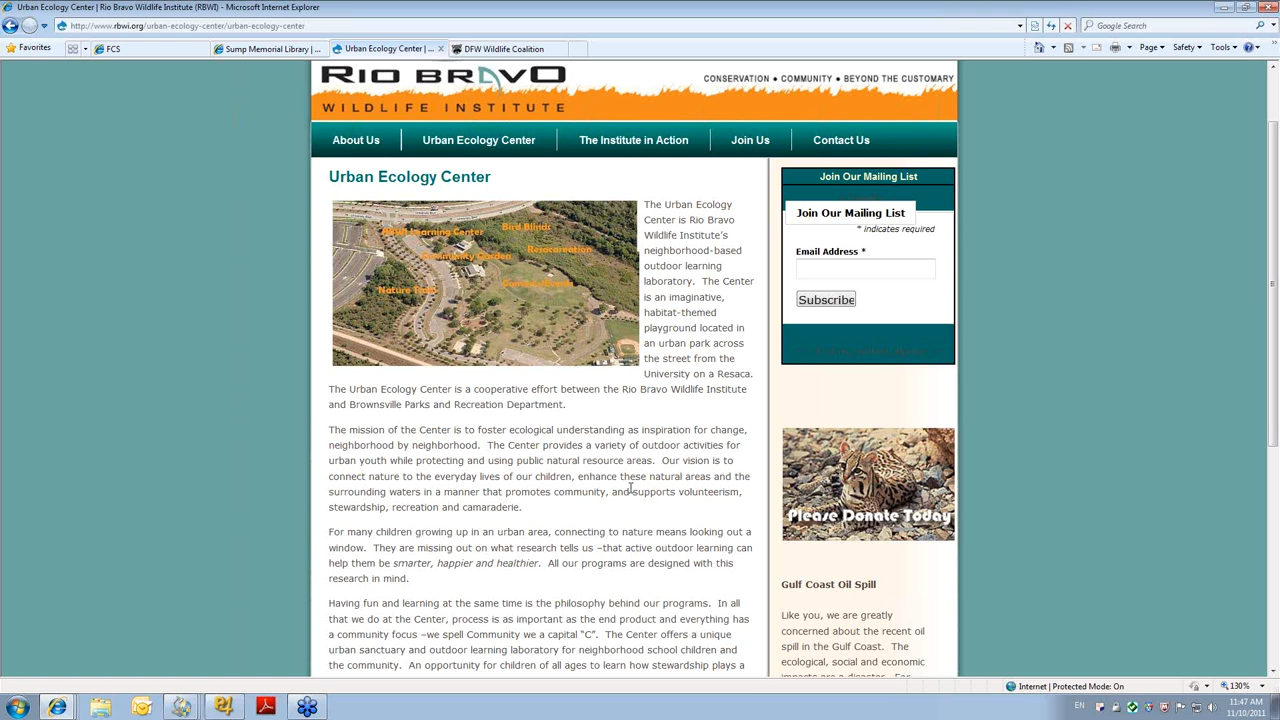 Urban Ecology Center | Rio Bravo Wildlife Institute (RBWI) - Microsoft Internet Explorer
http://www.rbwi.org/urban-ecology-center/urban-ecology-center
Google Search
Favorites
FCS
Sump Memorial Library | ...
Urban Ecology Center | ...
DFW Wildlife Coalition
Page
Safety
Tools
RIO BRAVO
WILDLIFE INSTITUTE
CONSERVATION • COMMUNITY • BEYOND THE CUSTOMARY
About Us
Urban Ecology Center
The Institute in Action
Join Us
Contact Us
Urban Ecology Center
RBWI Learning Center
Bird Blinds
Community Garden
Resacareation
Nature Trail
The Urban Ecology
Center is Rio Bravo
Wildlife Institute's
neighborhood-based
outdoor learning
laboratory. The Center
is an imaginative,
habitat-themed
playground located in
an urban park across
the street from the
University on a Resaca.
The Urban Ecology Center is a cooperative effort between the Rio Bravo Wildlife Institute
and Brownsville Parks and Recreation Department.
The mission of the Center is to foster ecological understanding as inspiration for change,
neighborhood by neighborhood. The Center provides a variety of outdoor activities for
urban youth while protecting and using public natural resource areas. Our vision is to
connect nature to the everyday lives of our children, enhance these natural areas and the
surrounding waters in a manner that promotes community, and supports volunteerism,
stewardship, recreation and camaraderie.
For many children growing up in an urban area, connecting to nature means looking out a
window. They are missing out on what research tells us –that active outdoor learning can
help them be smarter, happier and healthier. All our programs are designed with this
research in mind.
Having fun and learning at the same time is the philosophy behind our programs. In all
that we do at the Center, process is as important as the end product and everything has
a community focus –we spell Community we a capital "C". The Center offers a unique
urban sanctuary and outdoor learning laboratory for neighborhood school children and
the community. An opportunity for children of all ages to learn how stewardship plays a
Join Our Mailing List
Join Our Mailing List
* indicates required
Email Address *
Subscribe
Please Donate Today
Gulf Coast Oil Spill
Like you, we are greatly
concerned about the recent oil
spill in the Gulf Coast. The
ecological, social and economic
impacts are a disaster. For
Internet | Protected Mode: On
130%
EN
11:47 AM
11/10/2011